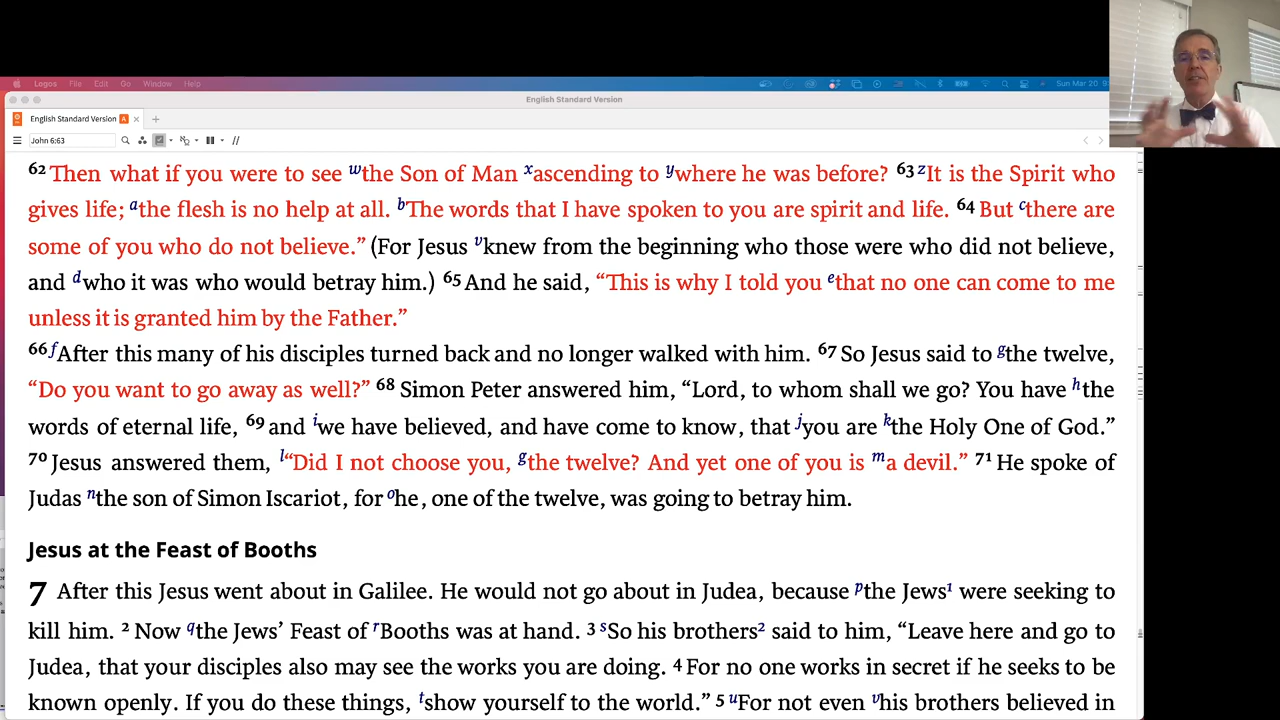 Logos File Edit Go Window Help
Sun Mar 20
English Standard Version
English Standard Version A
John 6:63
62 Then what if you were to see wthe Son of Man xascending to ywhere he was before? 63 zIt is the Spirit who
gives life; athe flesh is no help at all. bThe words that I have spoken to you are spirit and life. 64 But cthere are
some of you who do not believe.” (For Jesus vknew from the beginning who those were who did not believe,
and dwho it was who would betray him.) 65 And he said, “This is why I told you ethat no one can come to me
unless it is granted him by the Father.”
66 fAfter this many of his disciples turned back and no longer walked with him. 67 So Jesus said to gthe twelve,
“Do you want to go away as well?” 68 Simon Peter answered him, “Lord, to whom shall we go? You have hthe
words of eternal life, 69 and iwe have believed, and have come to know, that jyou are kthe Holy One of God.”
70 Jesus answered them, l“Did I not choose you, gthe twelve? And yet one of you is ma devil.” 71 He spoke of
Judas nthe son of Simon Iscariot, for ohe, one of the twelve, was going to betray him.
Jesus at the Feast of Booths
7 After this Jesus went about in Galilee. He would not go about in Judea, because pthe Jews1 were seeking to
kill him. 2 Now qthe Jews’ Feast of rBooths was at hand. 3 sSo his brothers2 said to him, “Leave here and go to
Judea, that your disciples also may see the works you are doing. 4 For no one works in secret if he seeks to be
known openly. If you do these things, tshow yourself to the world.” 5 uFor not even vhis brothers believed in